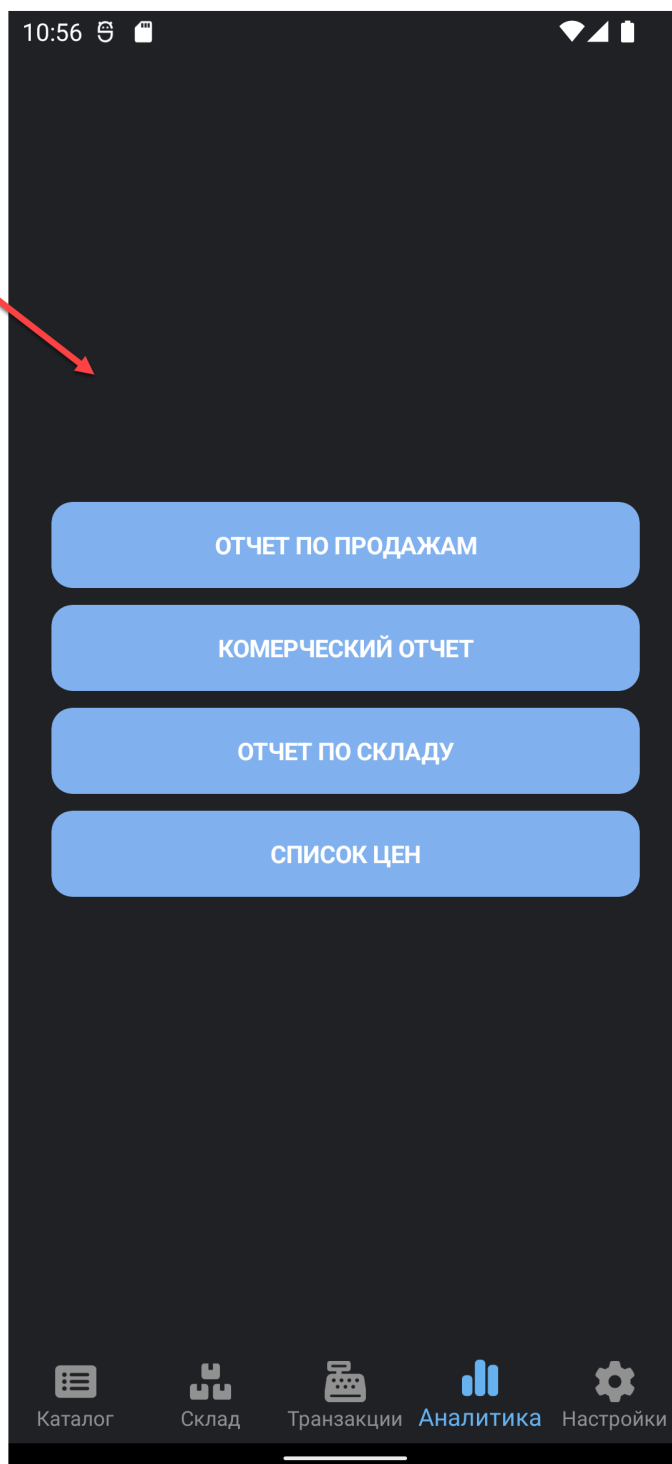 10:56
ОТЧЕТ ПО ПРОДАЖАМ
КОМЕРЧЕСКИЙ ОТЧЕТ
ОТЧЕТ ПО СКЛАДУ
СПИСОК ЦЕН
Каталог Склад Транзакции Аналитика Настройки